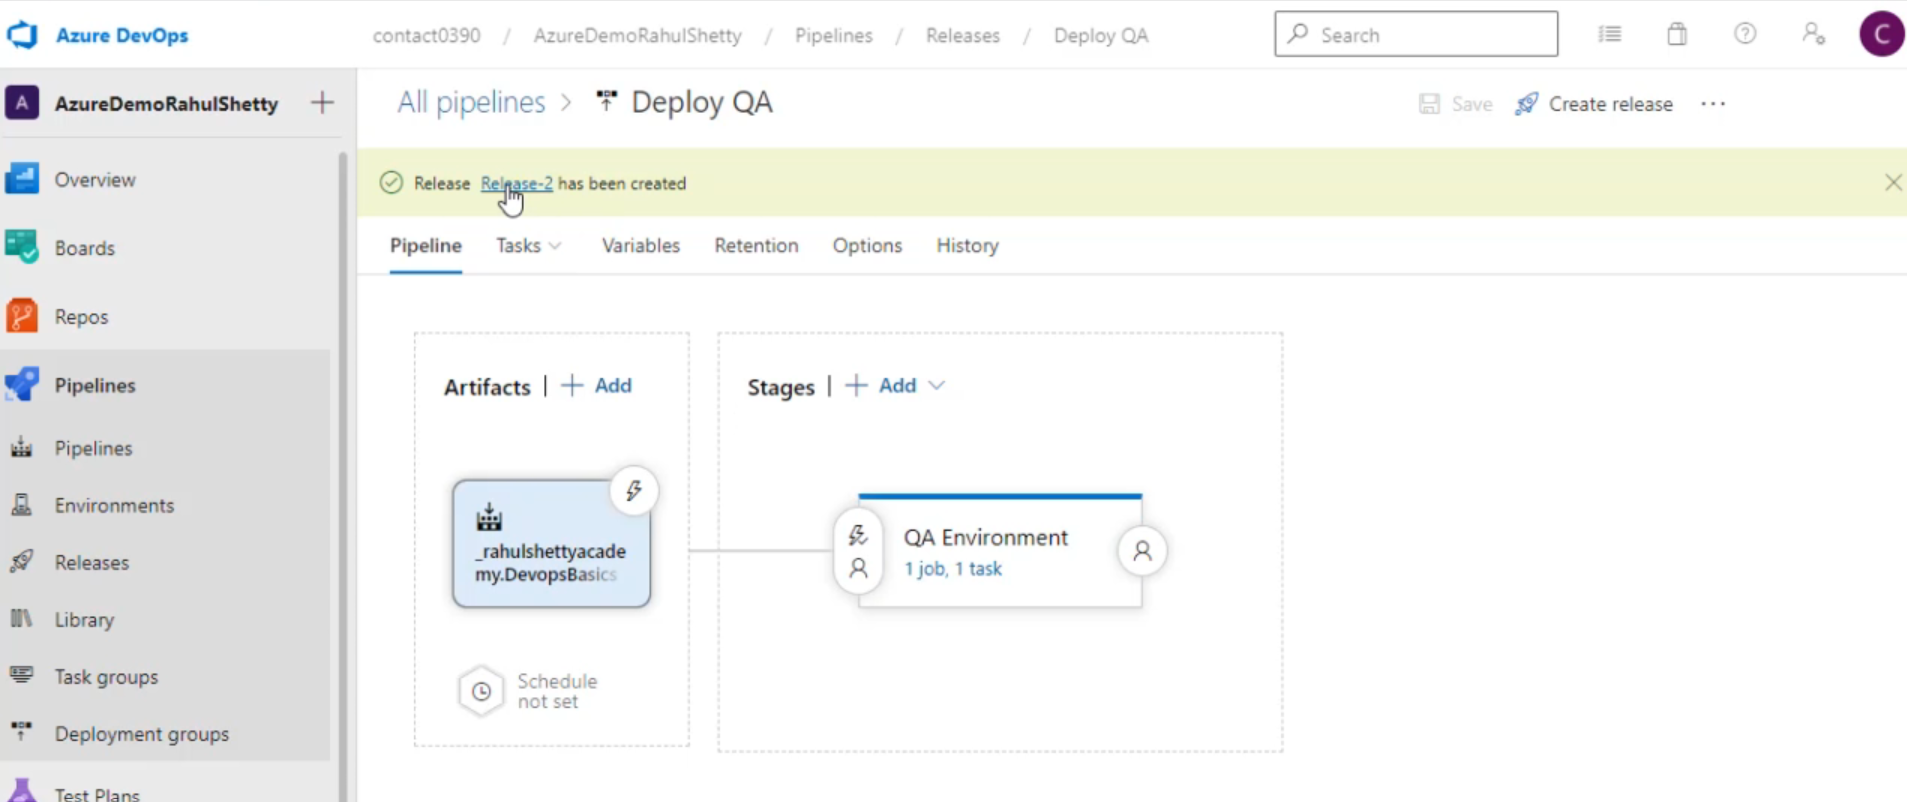 Azure DevOps
contact0390 / AzureDemoRahulShetty / Pipelines / Releases / Deploy QA
Search
C
A AzureDemoRahulShetty
All pipelines > Deploy QA
Save Create release ...
Release Release-2 has been created
Overview
Boards
Repos
Pipelines
Pipelines
Environments
Releases
Library
Task groups
Deployment groups
Test Plans
Pipeline Tasks Variables Retention Options History
Artifacts | + Add
_rahulshettyacade
my.DevopsBasics
Schedule
not set
Stages | + Add
QA Environment
1 job, 1 task